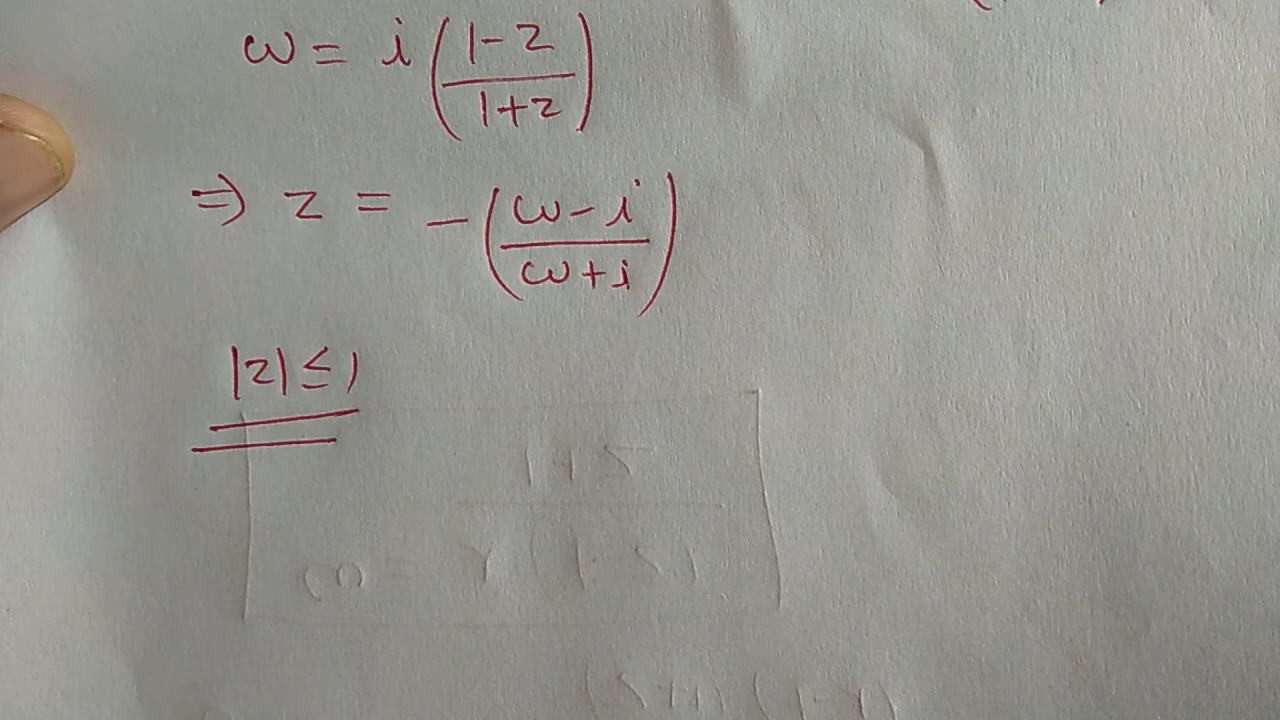 ω = i(1-z/1+z)
⇒ z = -(ω-i/ω+i)
|z| ≤ 1